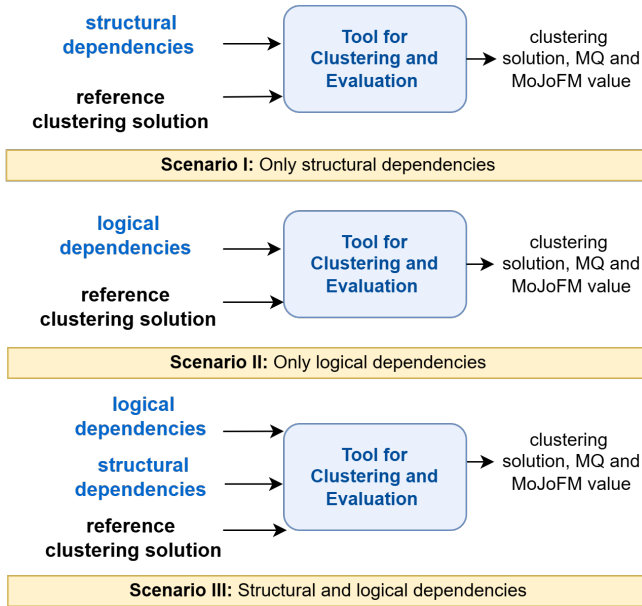 structural
dependencies
reference
clustering solution
Tool for
Clustering and
Evaluation
clustering
solution, MQ and
MoJoFM value
Scenario I: Only structural dependencies
logical
dependencies
reference
clustering solution
Tool for
Clustering and
Evaluation
clustering
solution, MQ and
MoJoFM value
Scenario II: Only logical dependencies
logical
dependencies
structural
dependencies
reference
clustering solution
Tool for
Clustering and
Evaluation
clustering
solution, MQ and
MoJoFM value
Scenario III: Structural and logical dependencies